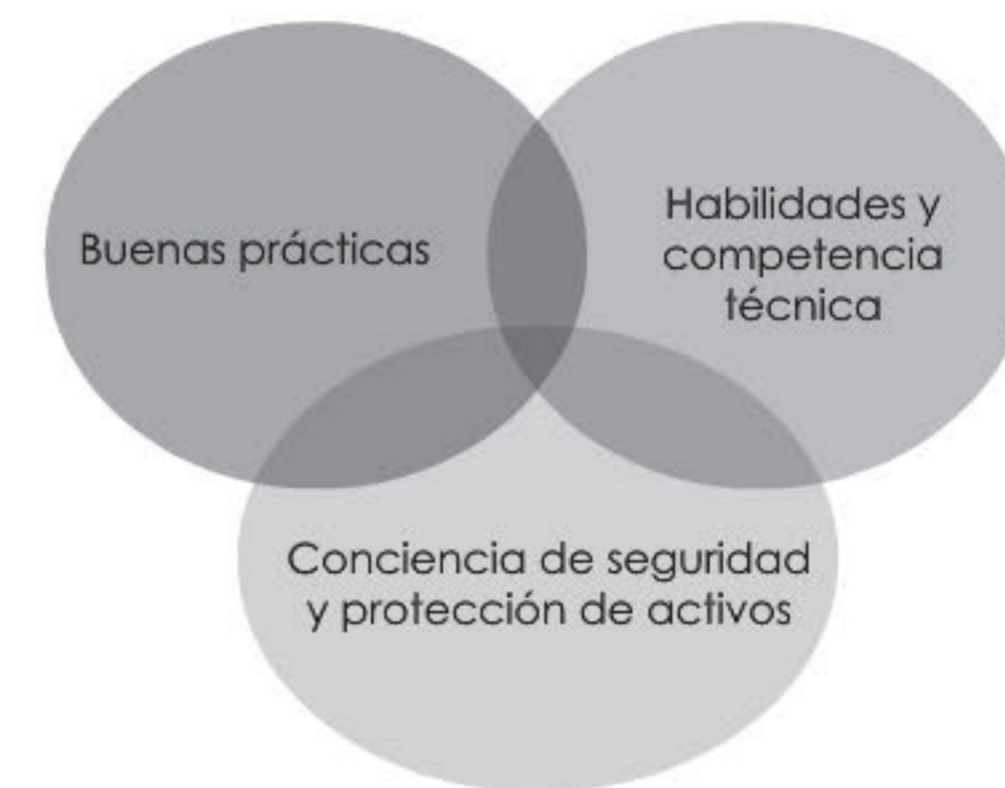 Buenas prácticas
Habilidades y
competencia
técnica
Conciencia de seguridad
y protección de activos